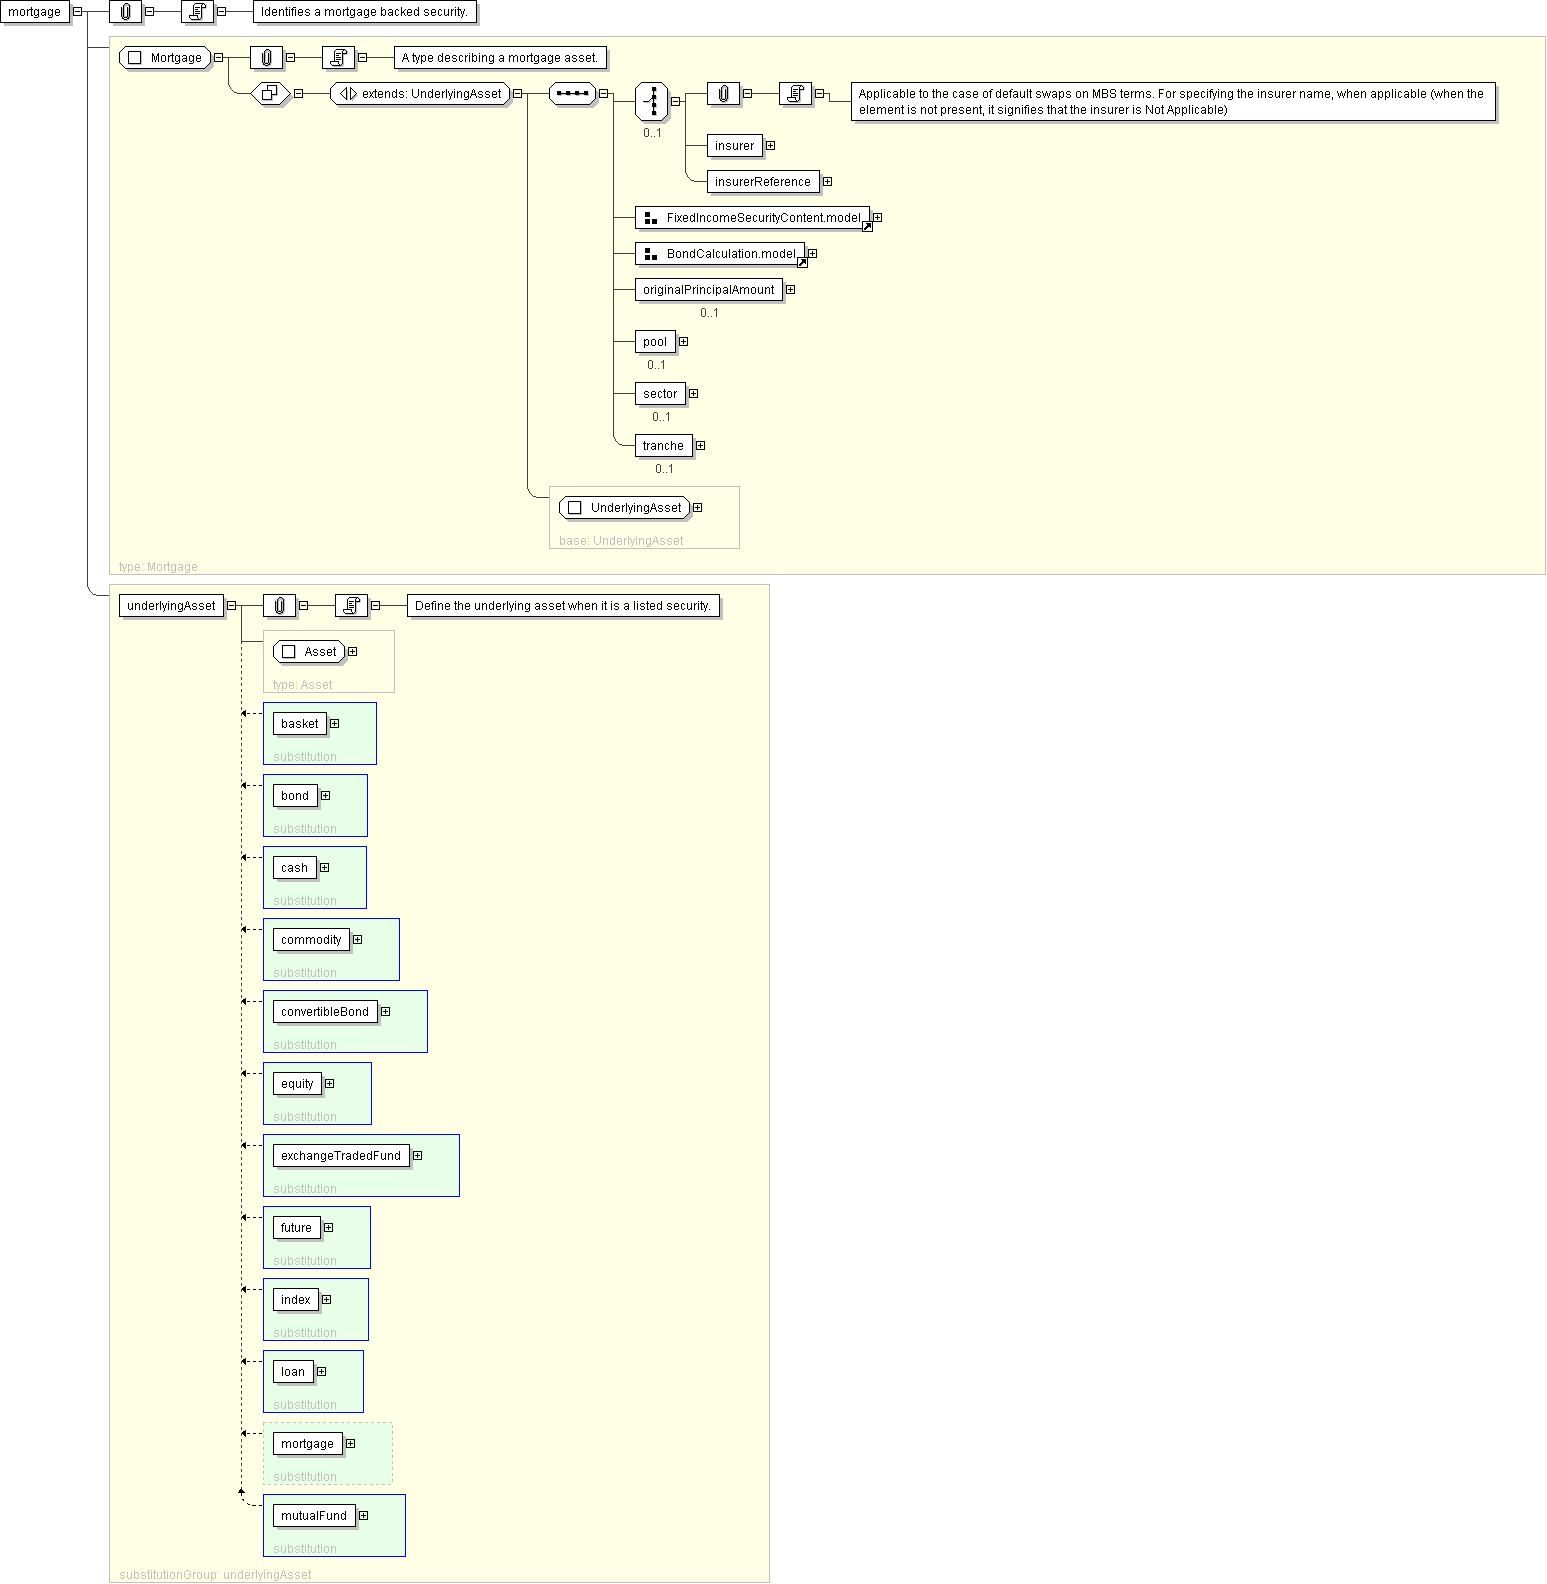 mortgage
Identifies a mortgage backed security.
Mortgage
A type describing a mortgage asset.
extends: UnderlyingAsset
0..1
Applicable to the case of default swaps on MBS terms. For specifying the insurer name, when applicable (when the
element is not present, it signifies that the insurer is Not Applicable)
insurer
insurerReference
FixedIncomeSecurityContent.model
BondCalculation.model
originalPrincipalAmount
0..1
pool
0..1
sector
0..1
tranche
0..1
UnderlyingAsset
base: UnderlyingAsset
type: Mortgage
underlyingAsset
Define the underlying asset when it is a listed security.
Asset
type: Asset
basket
substitution
bond
substitution
cash
substitution
commodity
substitution
convertibleBond
substitution
equity
substitution
exchangeTradedFund
substitution
future
substitution
index
substitution
loan
substitution
mortgage
substitution
mutualFund
substitution
substitutionGroup: underlyingAsset